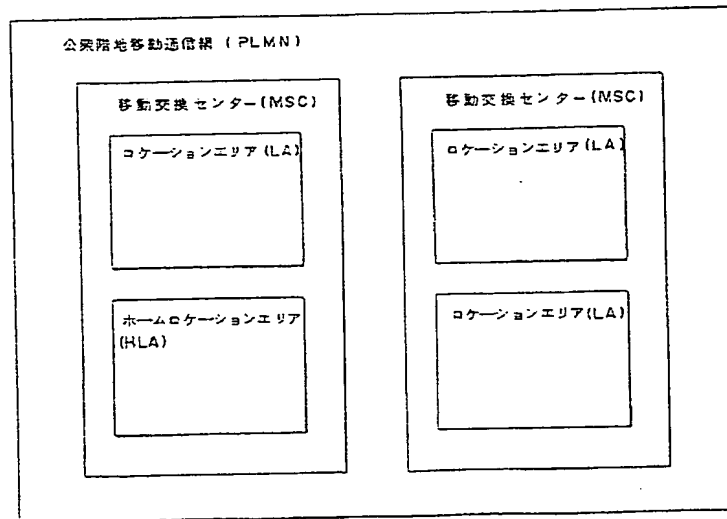 公衆陸地移動通信網 (PLMN)
移動交換センター(MSC)
ロケーションエリア(LA)
ホームロケーションエリア
(HLA)
移動交換センター(MSC)
ロケーションエリア(LA)
ロケーションエリア(LA)